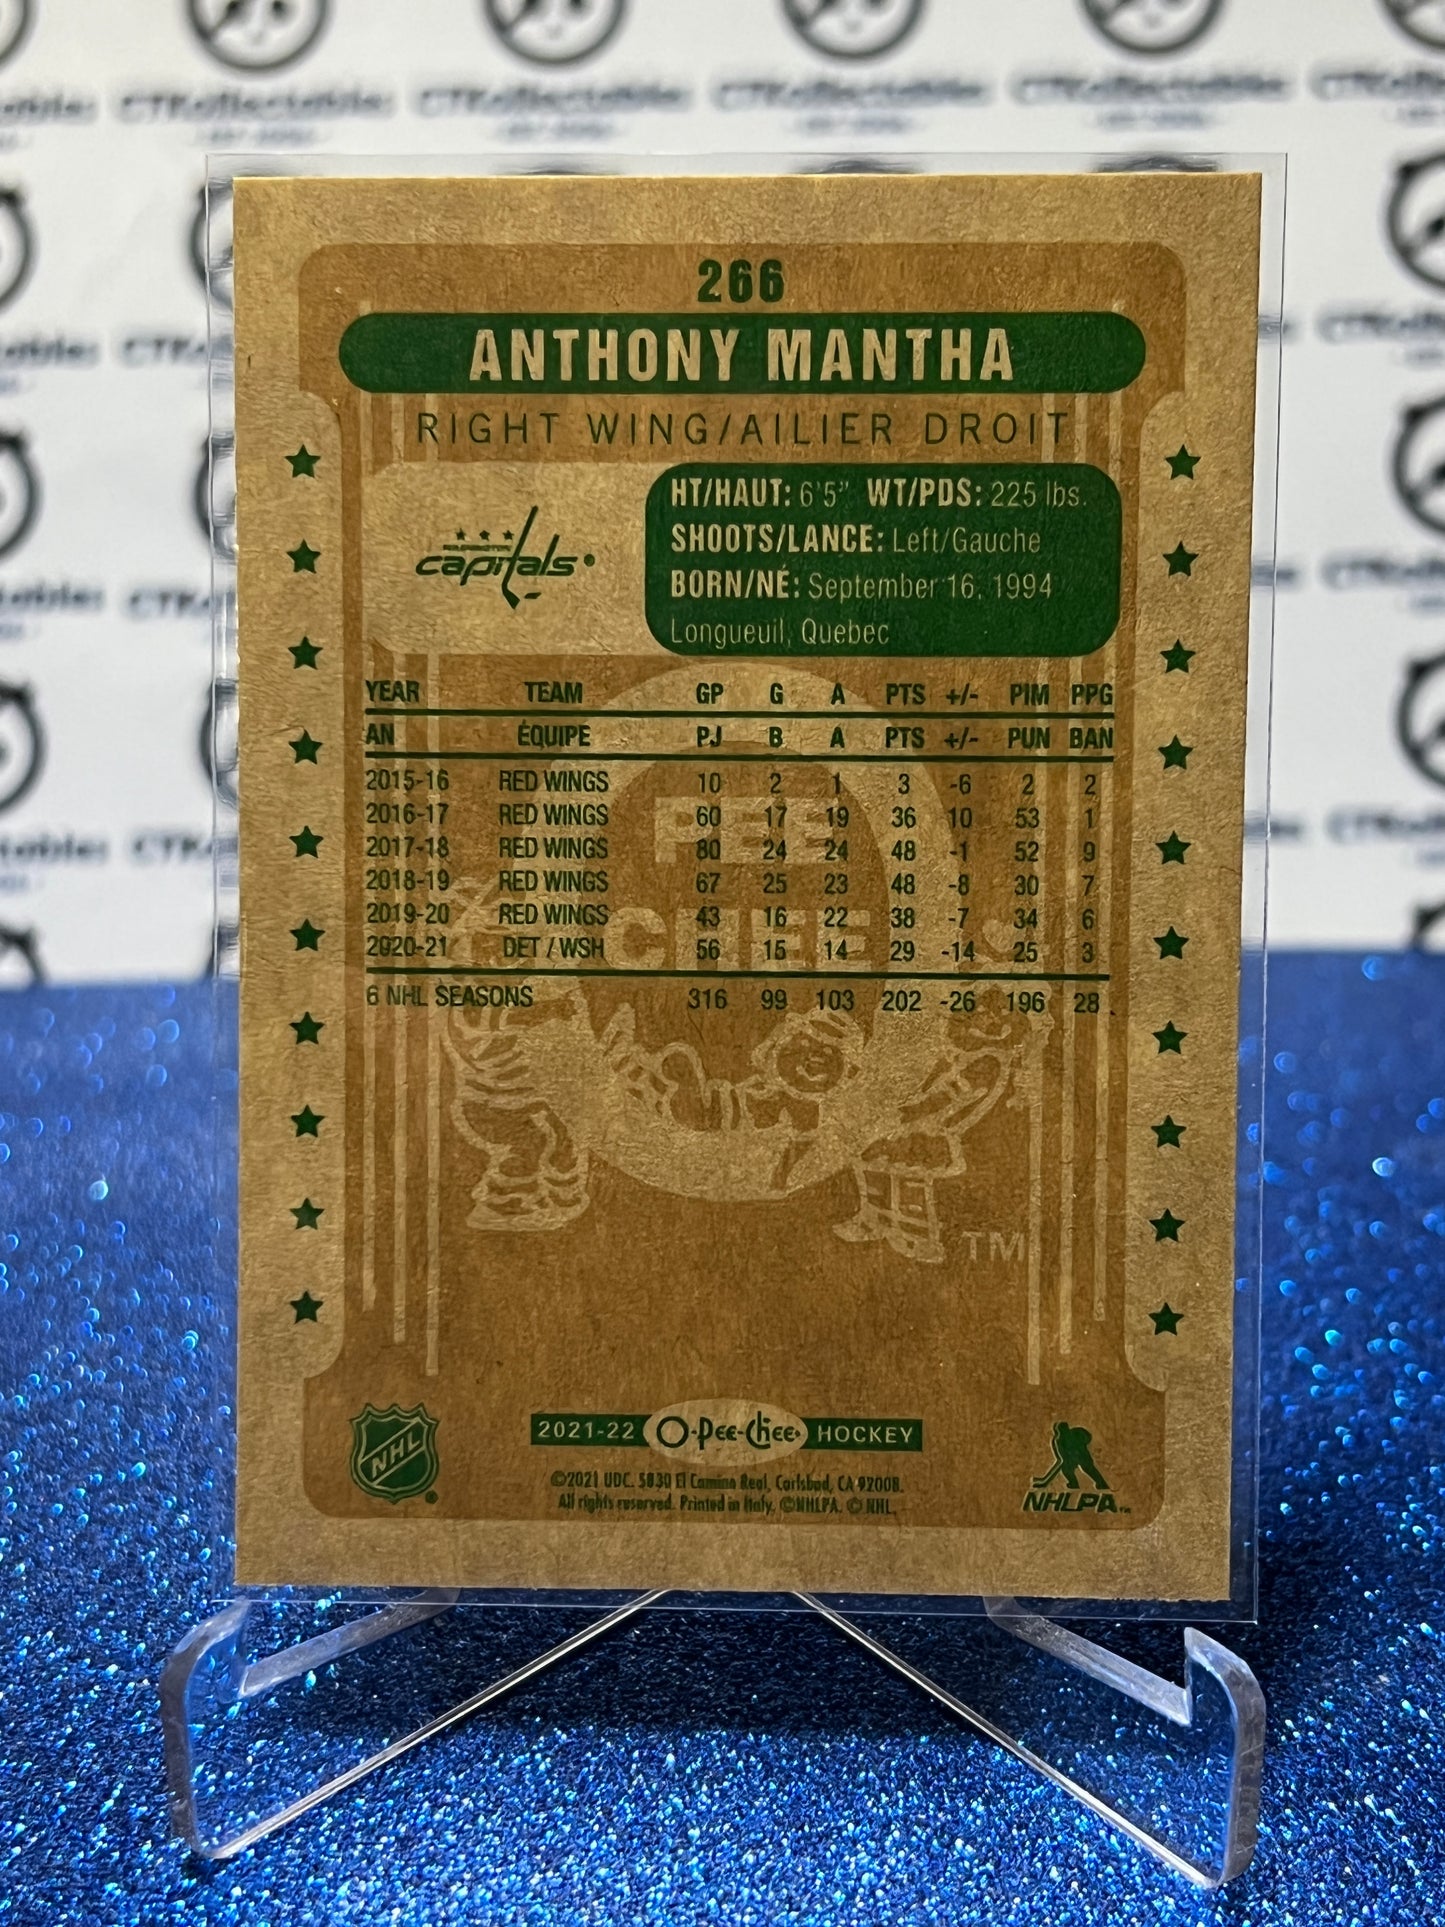 CTKollectables
266
ANTHONY MANTHA
RIGHT WING/AILIER DROIT
capitals
HT/HAUT: 6'5" WT/PDS: 225 lbs.
SHOOTS/LANCE: Left/Gauche
BORN/NÉ: September 16, 1994
Longueuil, Quebec
YEAR TEAM GP G A PTS +/- PIM PPG
AN ÉQUIPE PJ B A PTS +/- PUN BAN
2015-16 RED WINGS 10 2 1 3 -6 2 2
2016-17 RED WINGS 60 17 19 36 10 53 1
2017-18 RED WINGS 80 24 24 48 -1 52 9
2018-19 RED WINGS 67 25 23 48 -8 30 7
2019-20 RED WINGS 43 16 22 38 -7 34 6
2020-21 DET / WSH 56 15 14 29 -14 25 3
6 NHL SEASONS 316 99 103 202 -26 196 28
PEE
CHEE
TM
2021-22 O-Pee-Chee HOCKEY
NHL
NHLPA
©2021 UDC. 5830 El Camino Real, Carlsbad, CA 92008.
All rights reserved. Printed in Italy. ©NHLPA. © NHL.